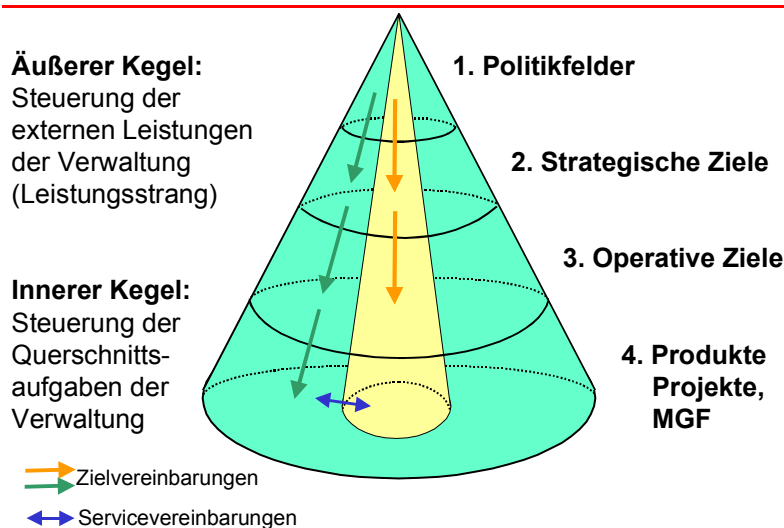 Äußerer Kegel:
Steuerung der
externen Leistungen
der Verwaltung
(Leistungsstrang)
Innerer Kegel:
Steuerung der
Querschnitts-
aufgaben der
Verwaltung
1. Politikfelder
2. Strategische Ziele
3. Operative Ziele
4. Produkte
Projekte,
MGF
Zielvereinbarungen
Servicevereinbarungen